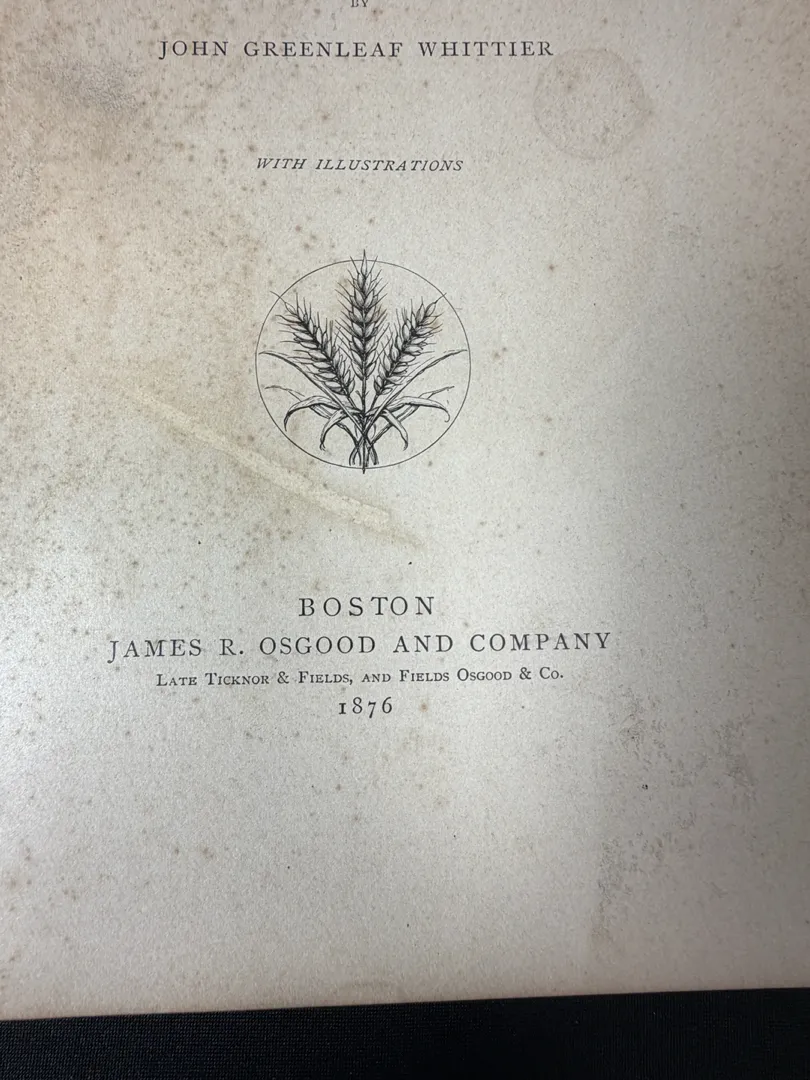 BY
JOHN GREENLEAF WHITTIER
WITH ILLUSTRATIONS
BOSTON
JAMES R. OSGOOD AND COMPANY
LATE TICKNOR & FIELDS, AND FIELDS OSGOOD & CO.
1876